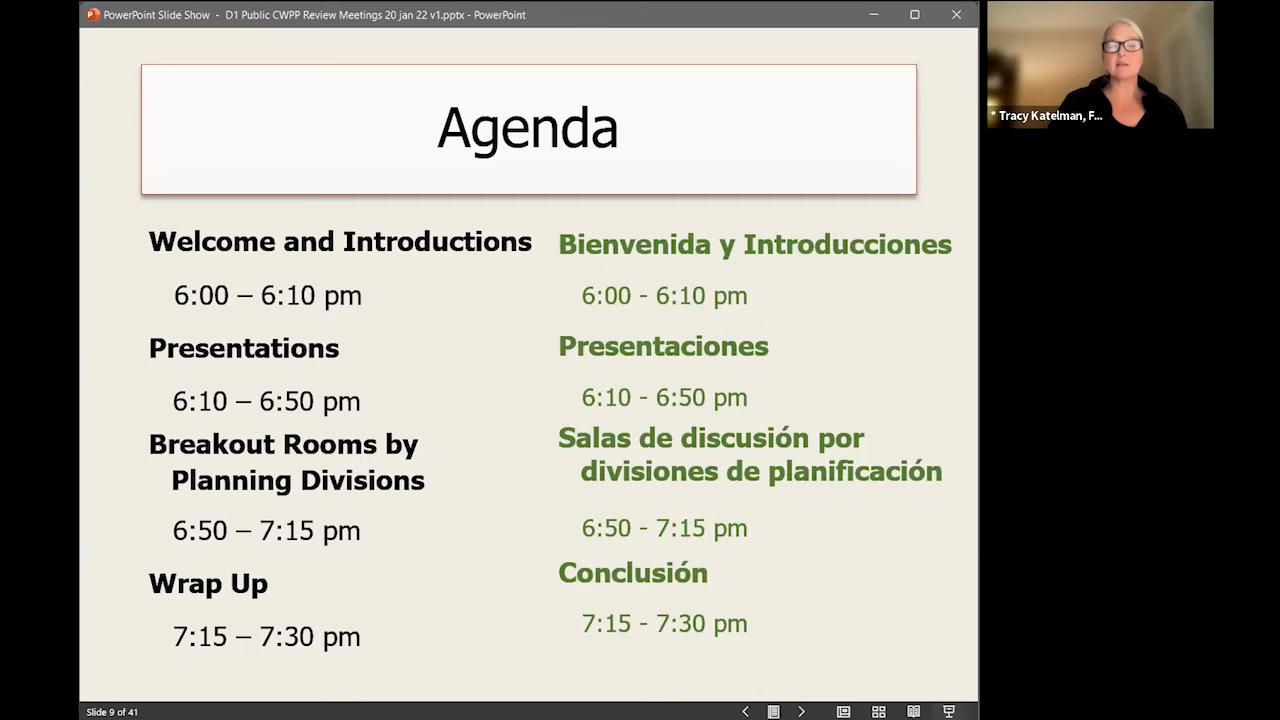 PowerPoint Slide Show - D1 Public CWPP Review Meetings 20 jan 22 v1.pptx - PowerPoint
* Tracy Katelman, F...
Agenda
Welcome and Introductions
6:00 – 6:10 pm
Presentations
6:10 – 6:50 pm
Breakout Rooms by
Planning Divisions
6:50 – 7:15 pm
Wrap Up
7:15 – 7:30 pm
Bienvenida y Introducciones
6:00 - 6:10 pm
Presentaciones
6:10 - 6:50 pm
Salas de discusión por
divisiones de planificación
6:50 - 7:15 pm
Conclusión
7:15 - 7:30 pm
Slide 9 of 41